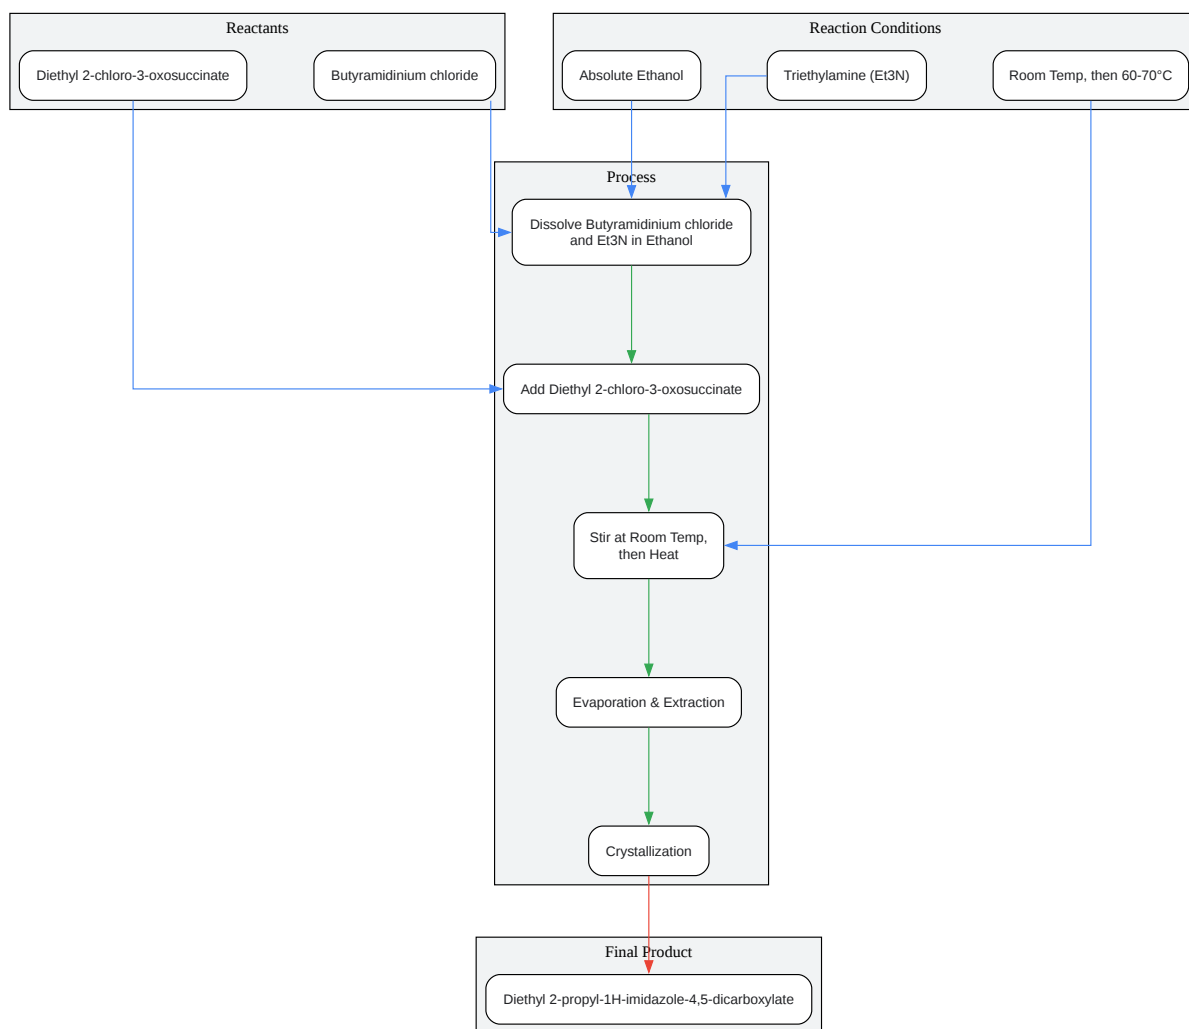 Reactants
Reaction Conditions
Diethyl 2-chloro-3-oxosuccinate
Butyramidinium chloride
Absolute Ethanol
Triethylamine (Et3N)
Room Temp, then 60-70°C
Process
Dissolve Butyramidinium chloride
and Et3N in Ethanol
Add Diethyl 2-chloro-3-oxosuccinate
Stir at Room Temp,
then Heat
Evaporation & Extraction
Crystallization
Final Product
Diethyl 2-propyl-1H-imidazole-4,5-dicarboxylate